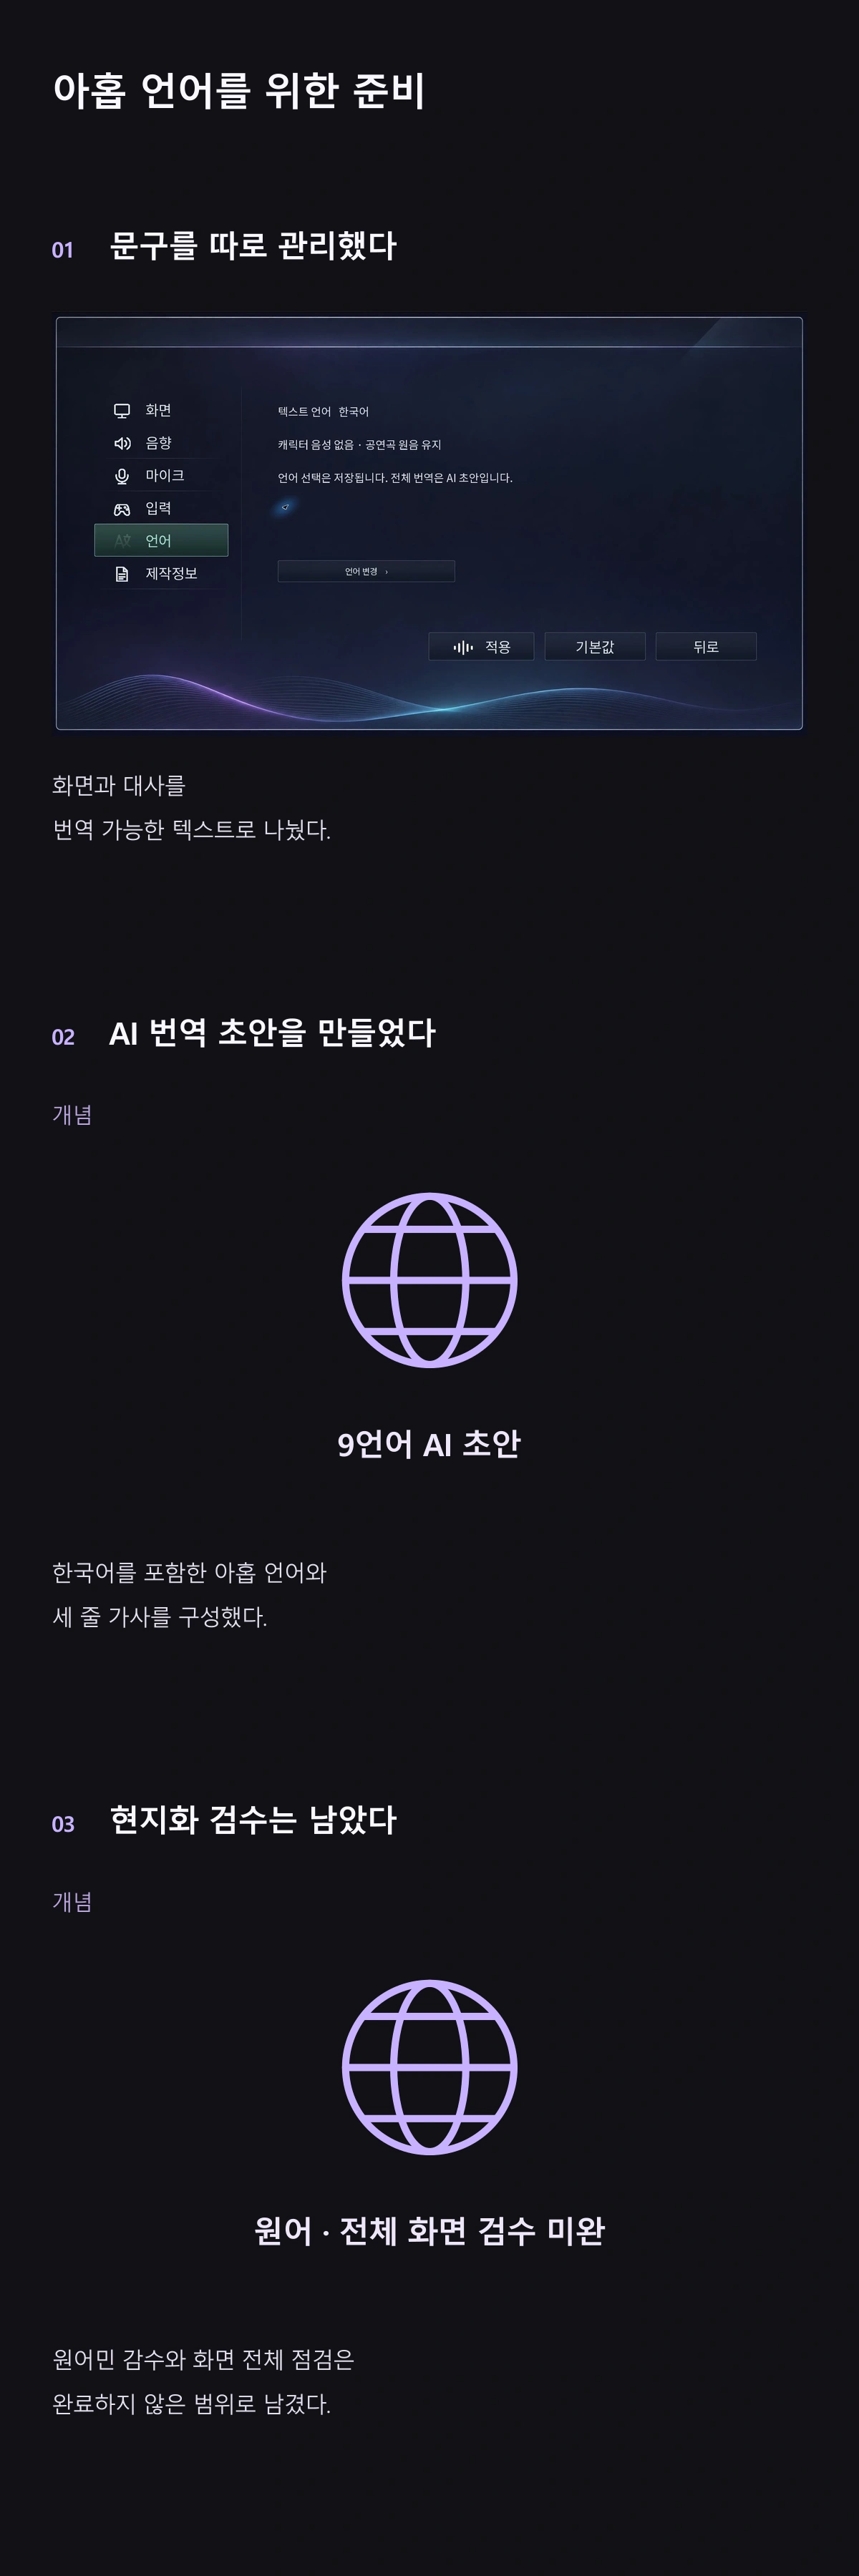 아홉 언어를 위한 준비
01 문구를 따로 관리했다
화면
음향
마이크
입력
언어
제작정보
텍스트 언어 한국어
캐릭터 음성 없음 · 공연곡 원음 유지
언어 선택은 저장됩니다. 전체 번역은 AI 초안입니다.
언어 변경 ›
적용 기본값 뒤로
화면과 대사를
번역 가능한 텍스트로 나눴다.
02 AI 번역 초안을 만들었다
개념
9언어 AI 초안
한국어를 포함한 아홉 언어와
세 줄 가사를 구성했다.
03 현지화 검수는 남았다
개념
원어 · 전체 화면 검수 미완
원어민 감수와 화면 전체 점검은
완료하지 않은 범위로 남겼다.